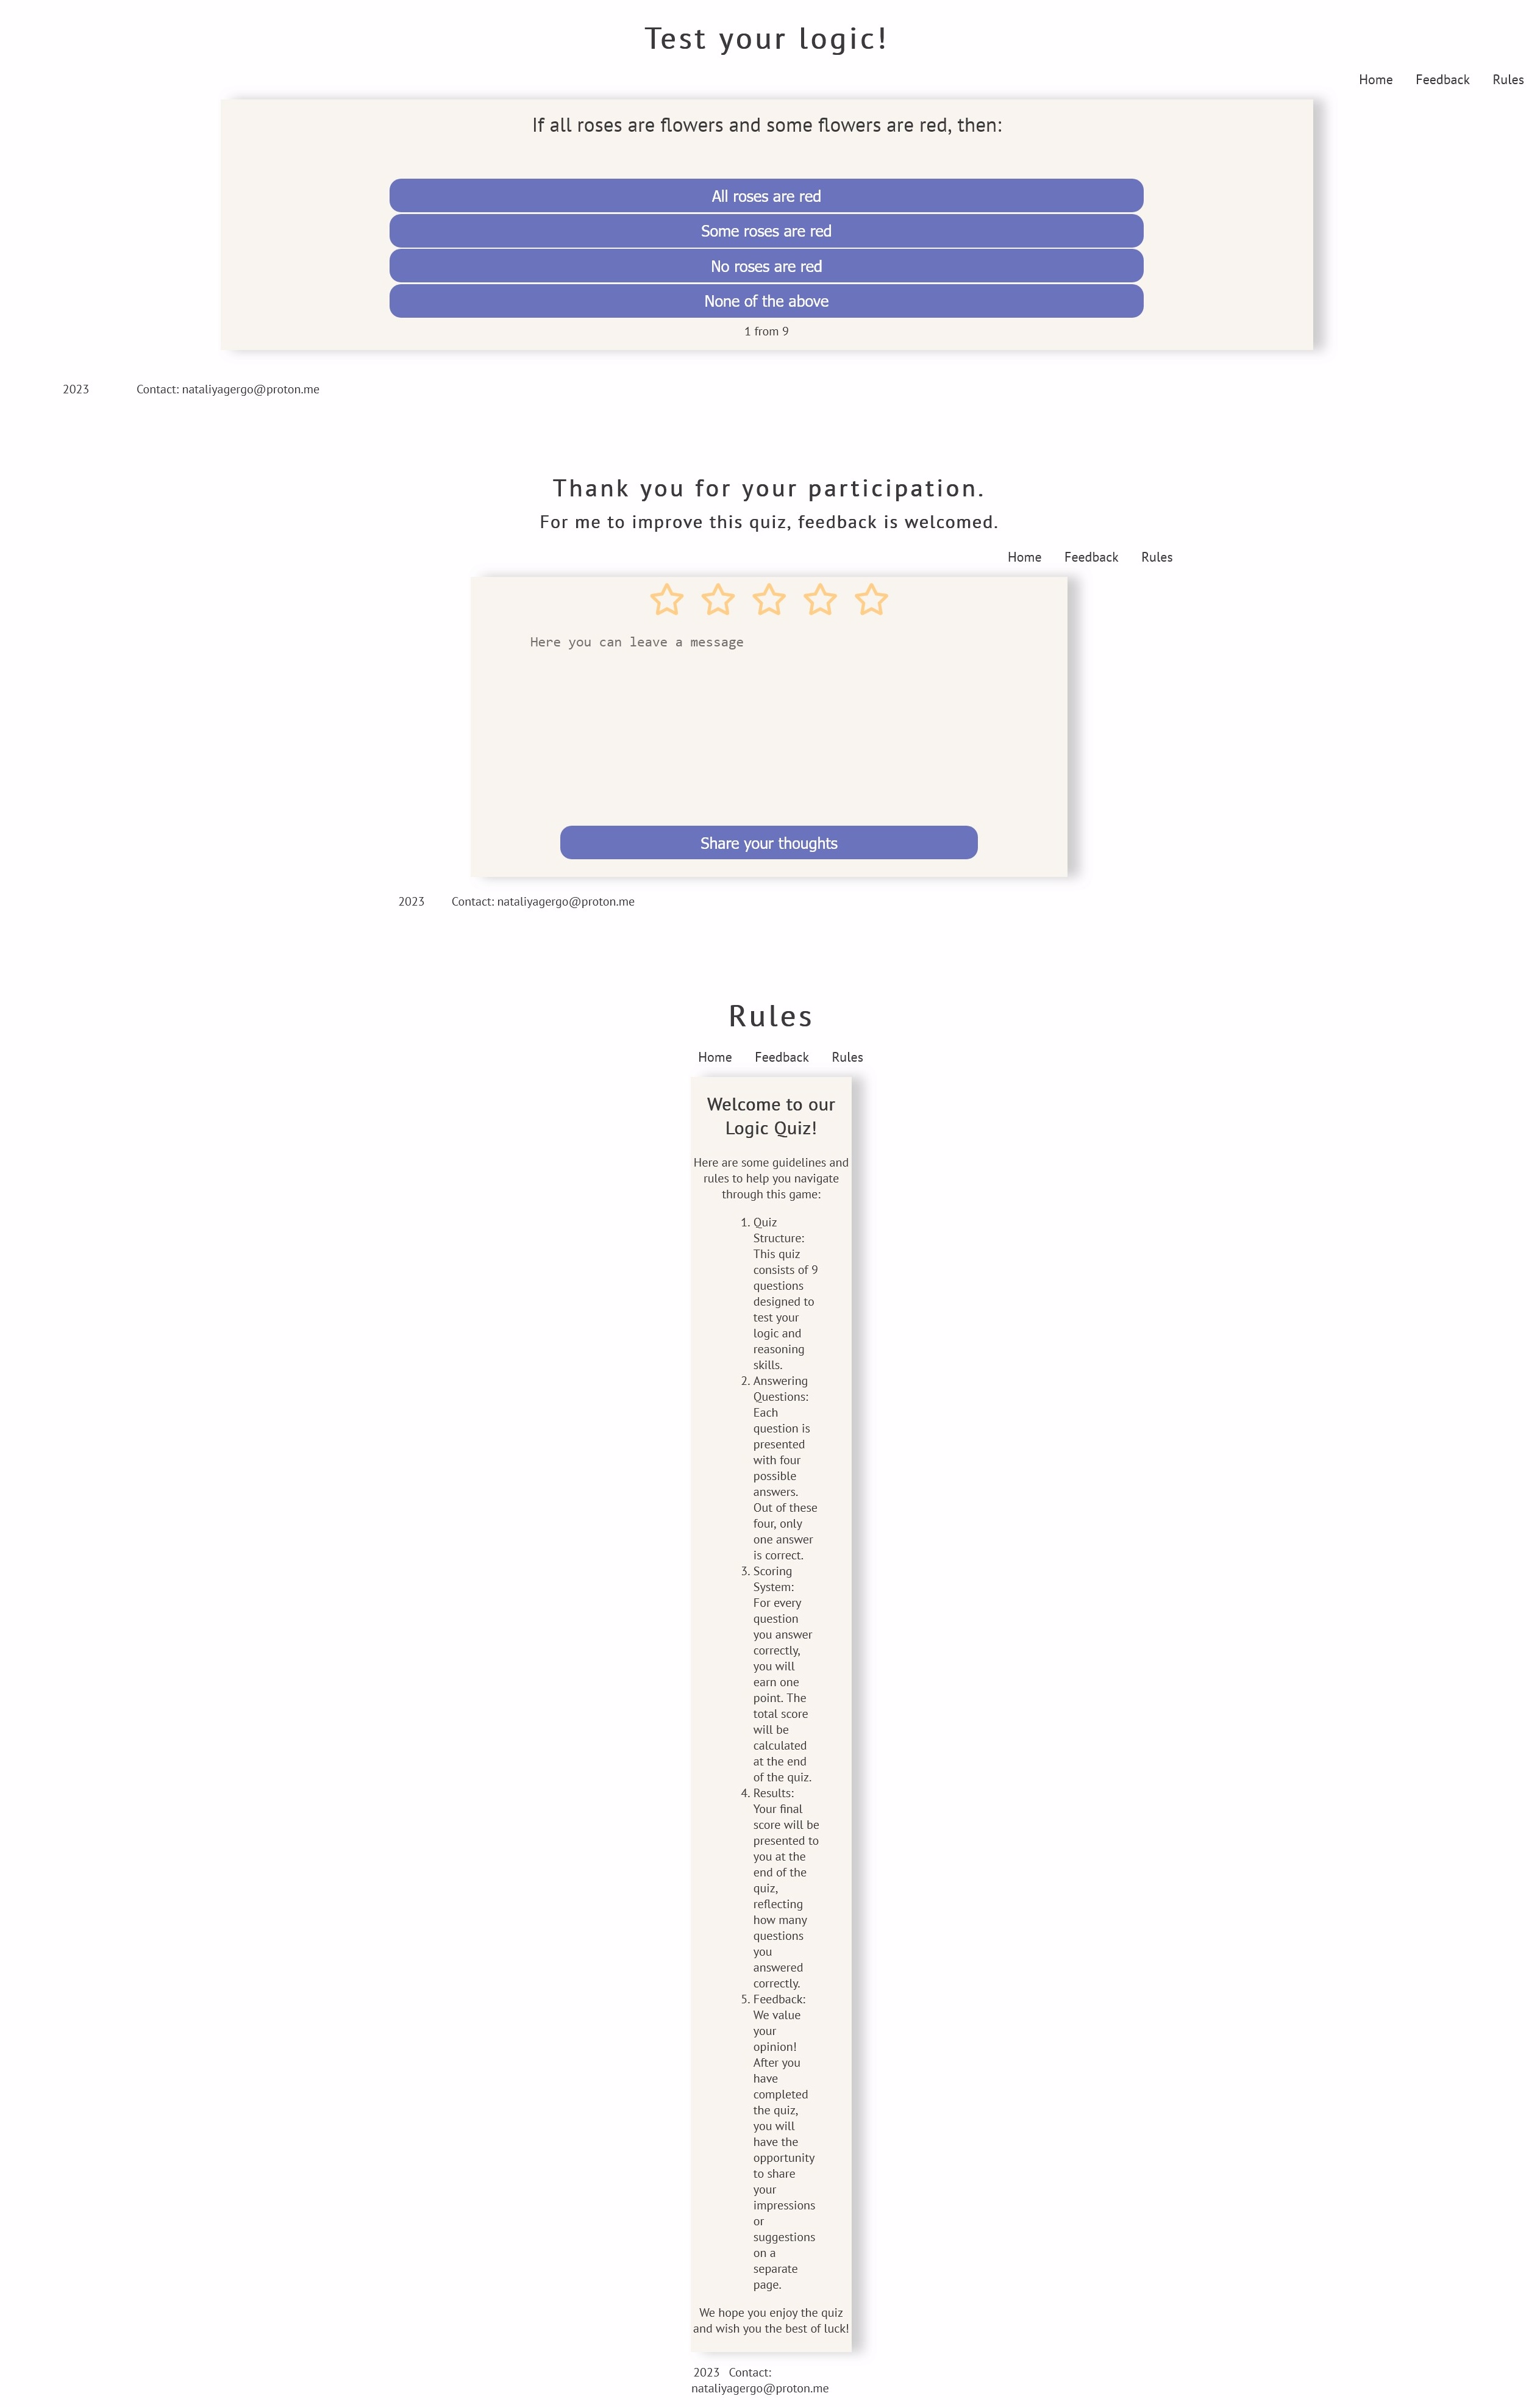 Test your logic!
Home Feedback Rules
If all roses are flowers and some flowers are red, then:
All roses are red
Some roses are red
No roses are red
None of the above
1 from 9
2023 Contact: nataliyagergo@proton.me
Thank you for your participation.
For me to improve this quiz, feedback is welcomed.
Home Feedback Rules
Here you can leave a message
Share your thoughts
2023 Contact: nataliyagergo@proton.me
Rules
Home Feedback Rules
Welcome to our
Logic Quiz!
Here are some guidelines and
rules to help you navigate
through this game:
1. Quiz
Structure:
This quiz
consists of 9
questions
designed to
test your
logic and
reasoning
skills.
2. Answering
Questions:
Each
question is
presented
with four
possible
answers.
Out of these
four, only
one answer
is correct.
3. Scoring
System:
For every
question
you answer
correctly,
you will
earn one
point. The
total score
will be
calculated
at the end
of the quiz.
4. Results:
Your final
score will be
presented to
you at the
end of the
quiz,
reflecting
how many
questions
you
answered
correctly.
5. Feedback:
We value
your
opinion!
After you
have
completed
the quiz,
you will
have the
opportunity
to share
your
impressions
or
suggestions
on a
separate
page.
We hope you enjoy the quiz
and wish you the best of luck!
2023 Contact:
nataliyagergo@proton.me